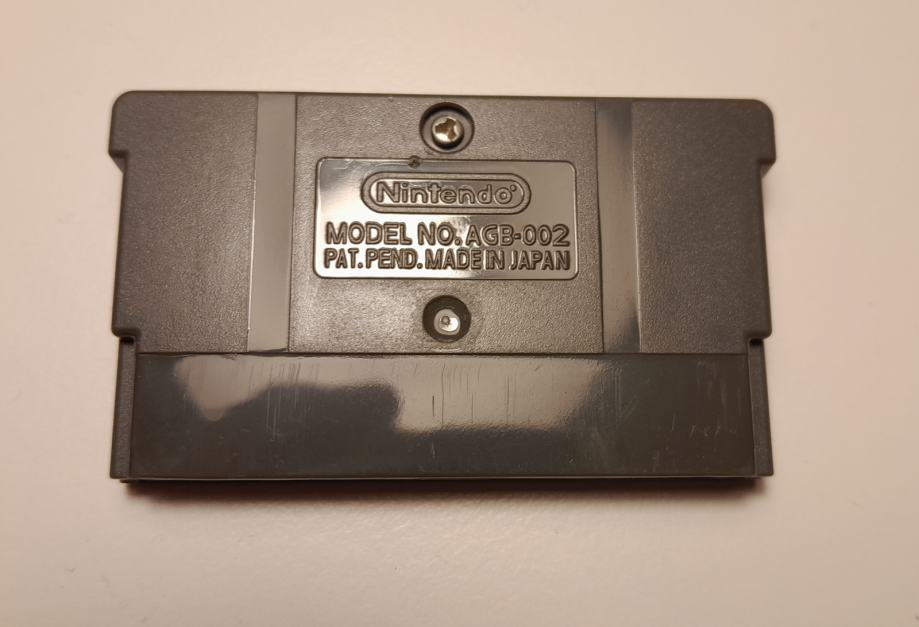 Nintendo®
MODEL NO. AGB-002
PAT. PEND. MADE IN JAPAN